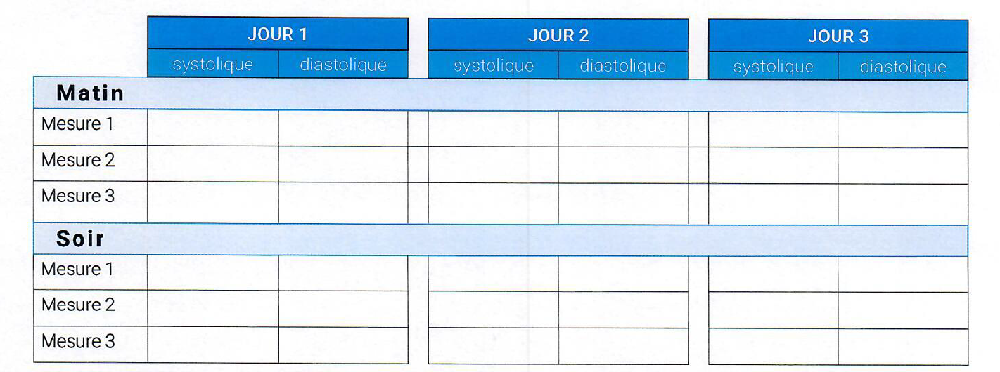 JOUR 1 JOUR 2 JOUR 3
systolique diastolique systolique diastolique systolique diastolique
Matin
Mesure 1
Mesure 2
Mesure 3
Soir
Mesure 1
Mesure 2
Mesure 3